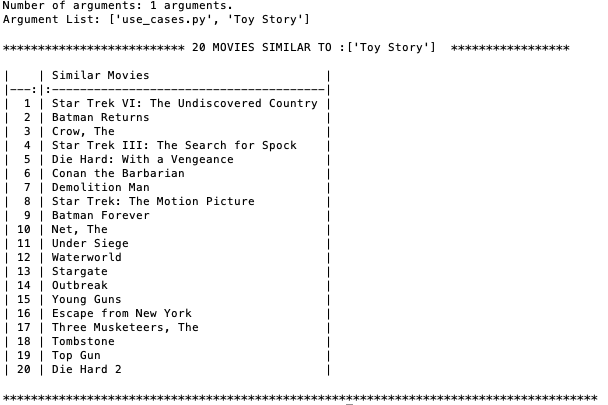 Number of arguments: 1 arguments.
Argument List: ['use_cases.py', 'Toy Story']
************************** 20 MOVIES SIMILAR TO :['Toy Story']  *****************
|    | Similar Movies                         |
|---:|:---------------------------------------|
|  1 | Star Trek VI: The Undiscovered Country |
|  2 | Batman Returns                         |
|  3 | Crow, The                              |
|  4 | Star Trek III: The Search for Spock    |
|  5 | Die Hard: With a Vengeance             |
|  6 | Conan the Barbarian                    |
|  7 | Demolition Man                         |
|  8 | Star Trek: The Motion Picture          |
|  9 | Batman Forever                         |
| 10 | Net, The                               |
| 11 | Under Siege                            |
| 12 | Waterworld                             |
| 13 | Stargate                               |
| 14 | Outbreak                               |
| 15 | Young Guns                             |
| 16 | Escape from New York                   |
| 17 | Three Musketeers, The                  |
| 18 | Tombstone                              |
| 19 | Top Gun                                |
| 20 | Die Hard 2                             |
*************************************************************************************